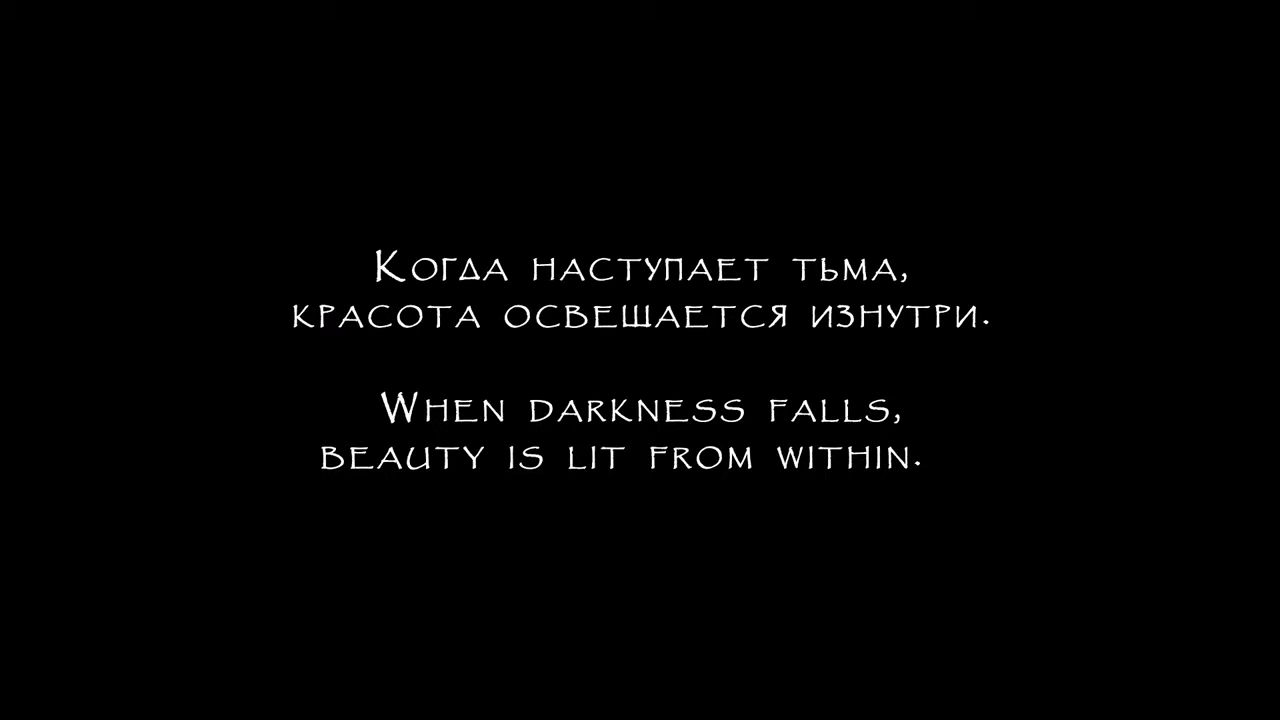 Когда наступает тьма,
красота освещается изнутри.
When darkness falls,
beauty is lit from within.